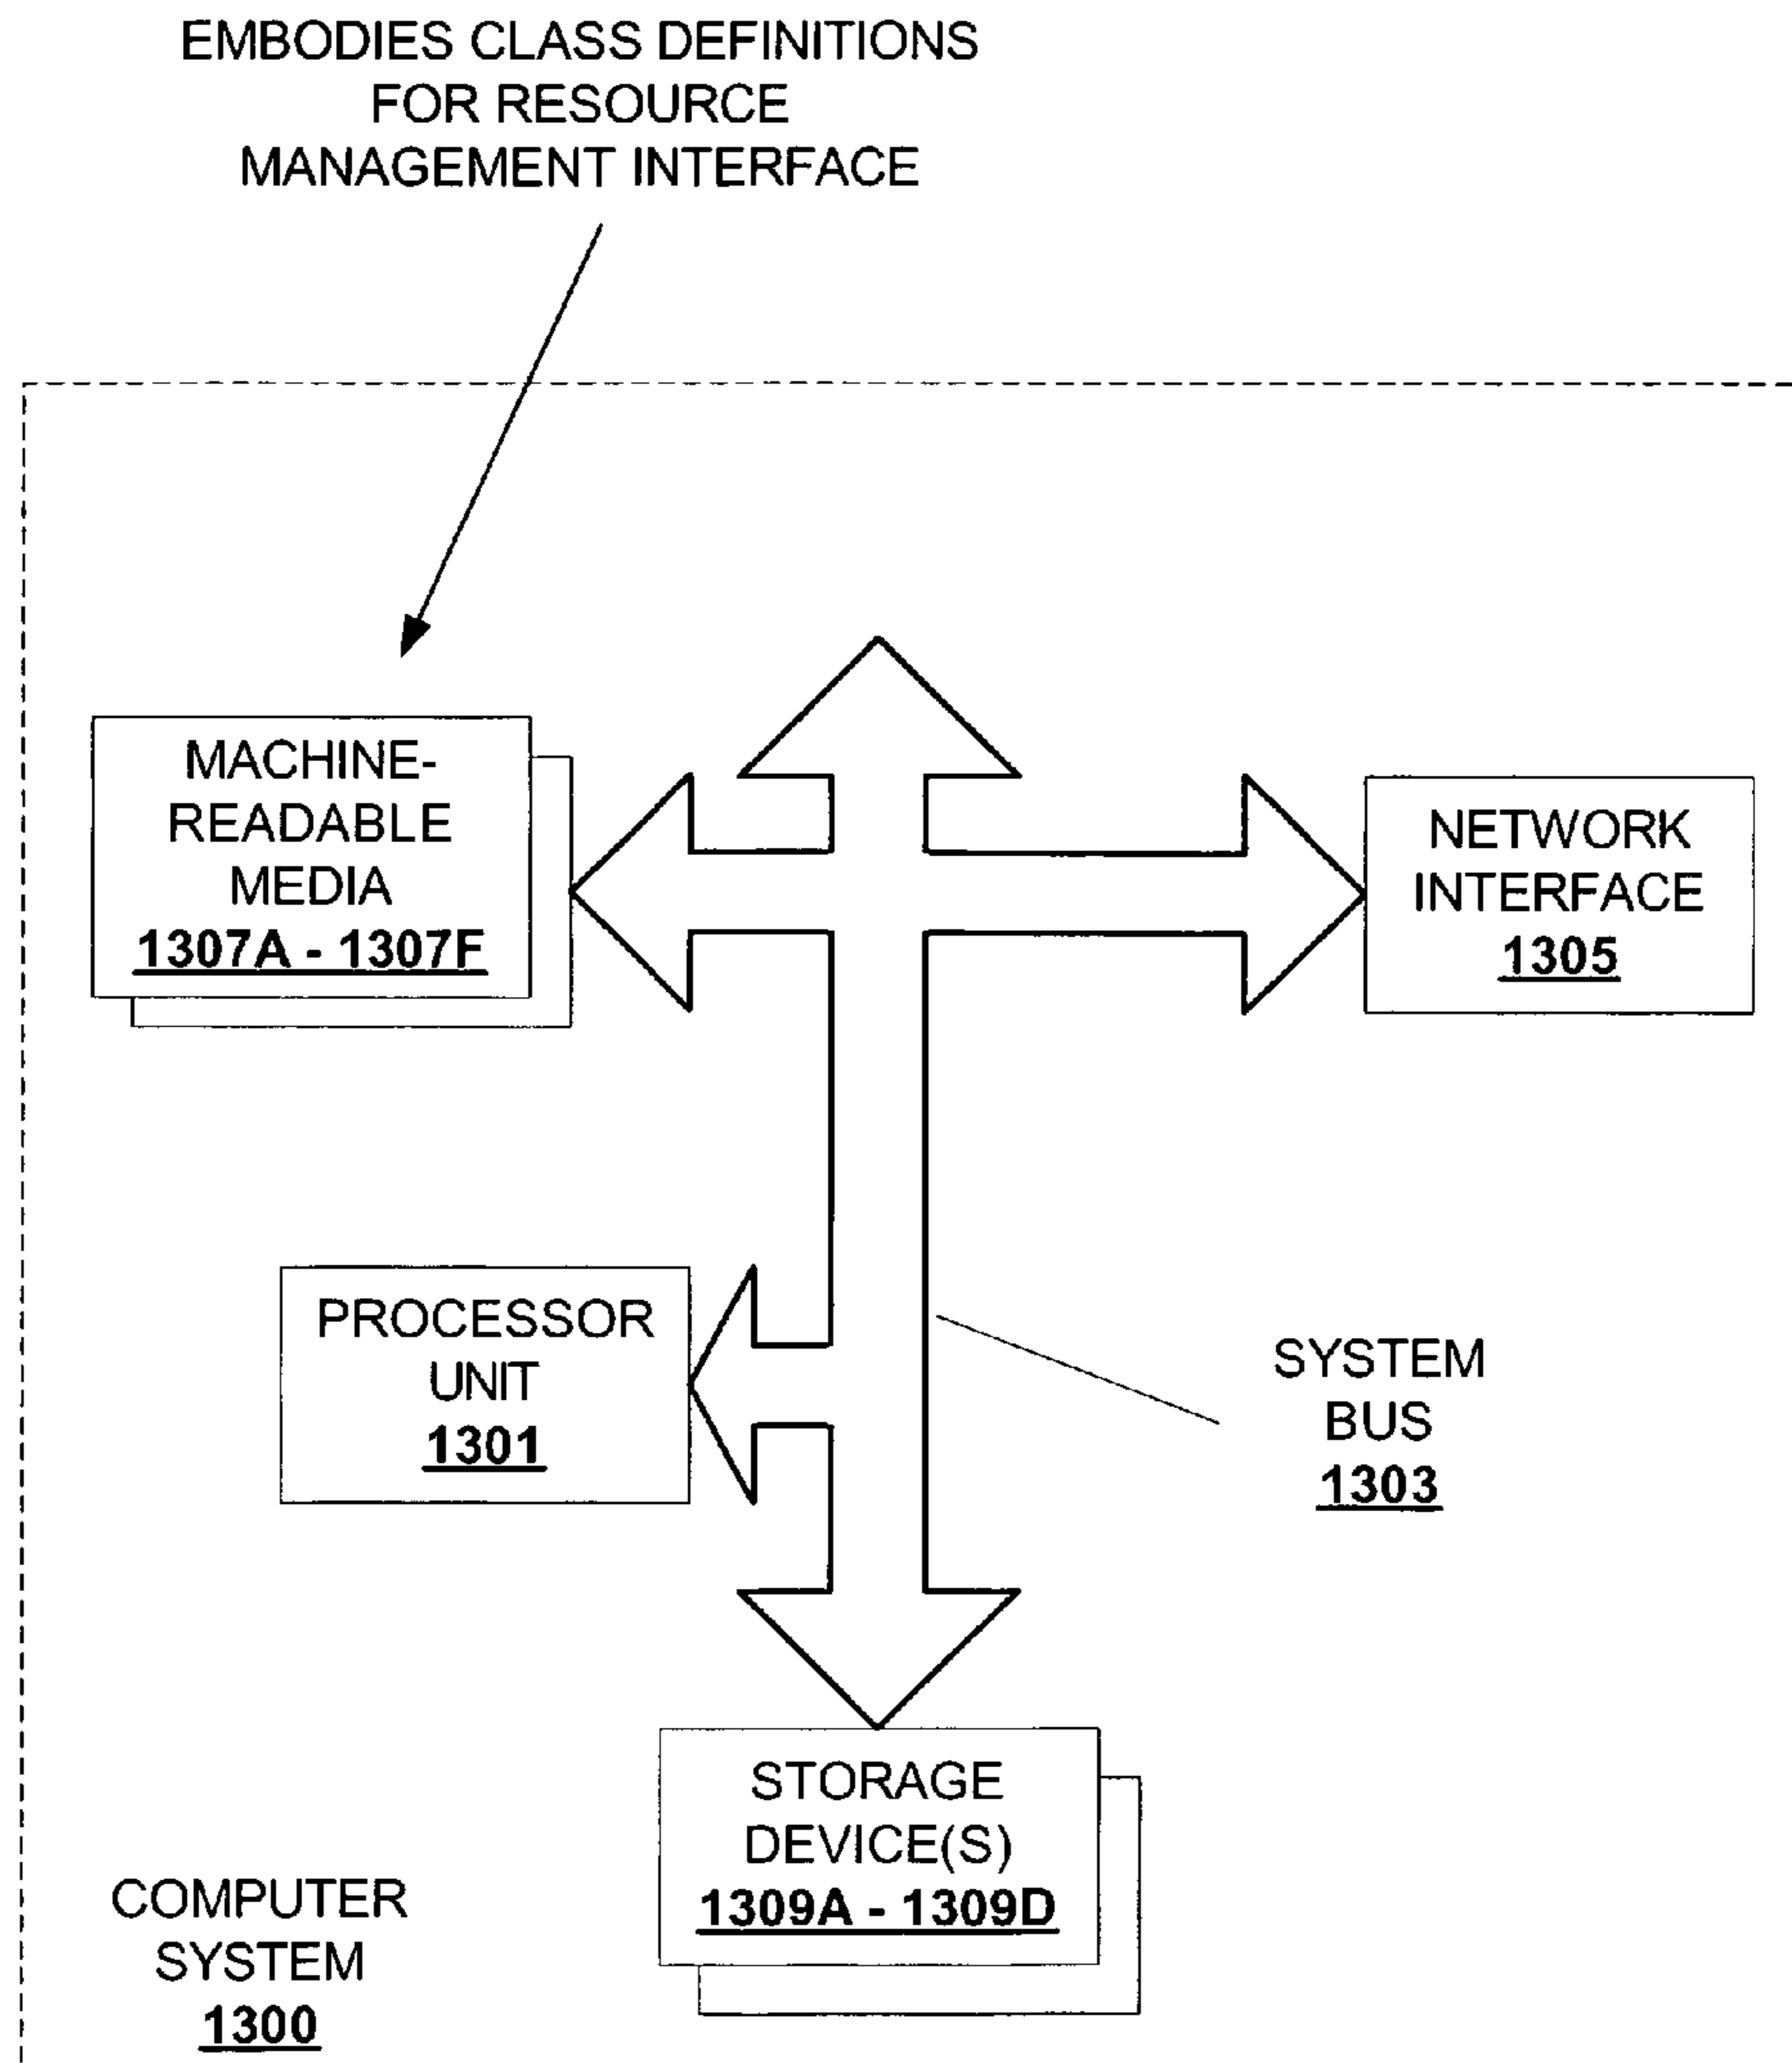 EMBODIES CLASS DEFINITIONS
FOR RESOURCE
MANAGEMENT INTERFACE
MACHINE-
READABLE
MEDIA
1307A - 1307F
NETWORK
INTERFACE
1305
PROCESSOR
UNIT
1301
SYSTEM
BUS
1303
STORAGE
DEVICE(S)
1309A - 1309D
COMPUTER
SYSTEM
1300